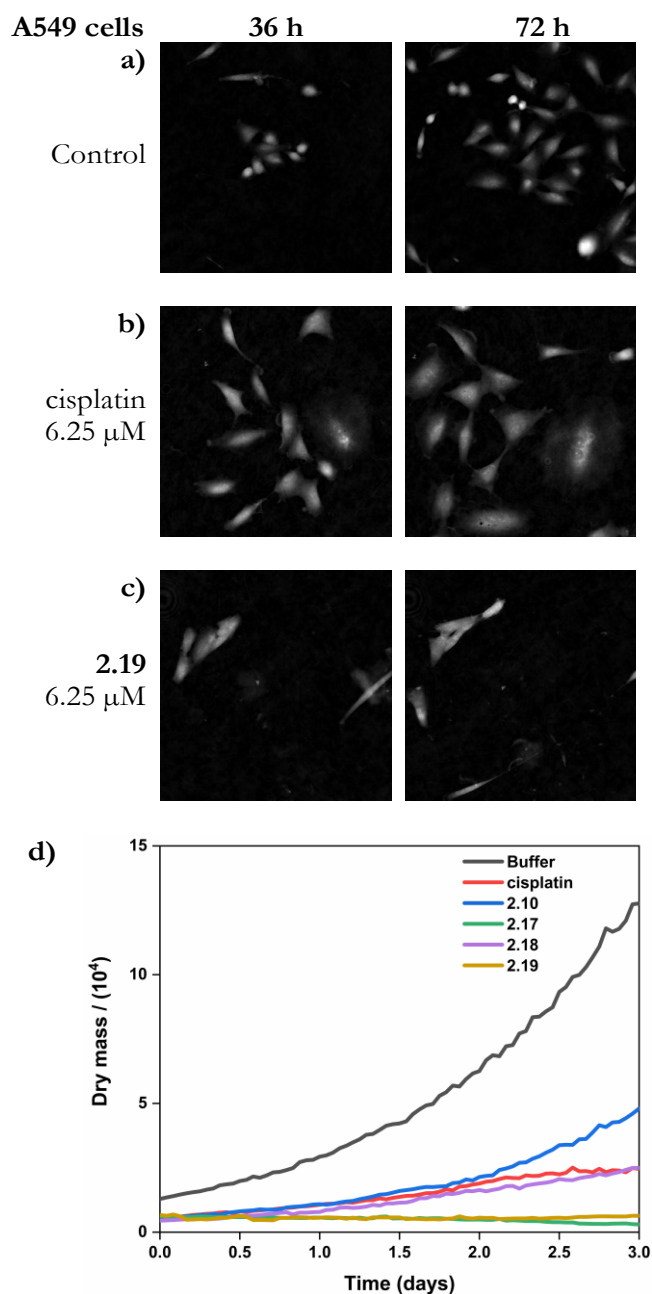 A549 cells 36 h 72 h
a)
Control
b)
cisplatin
6.25 μM
c)
2.19
6.25 μM
d)
15
10
5
0
Dry mass / (10⁴)
Buffer
cisplatin
2.10
2.17
2.18
2.19
0.0 0.5 1.0 1.5 2.0 2.5 3.0
Time (days)